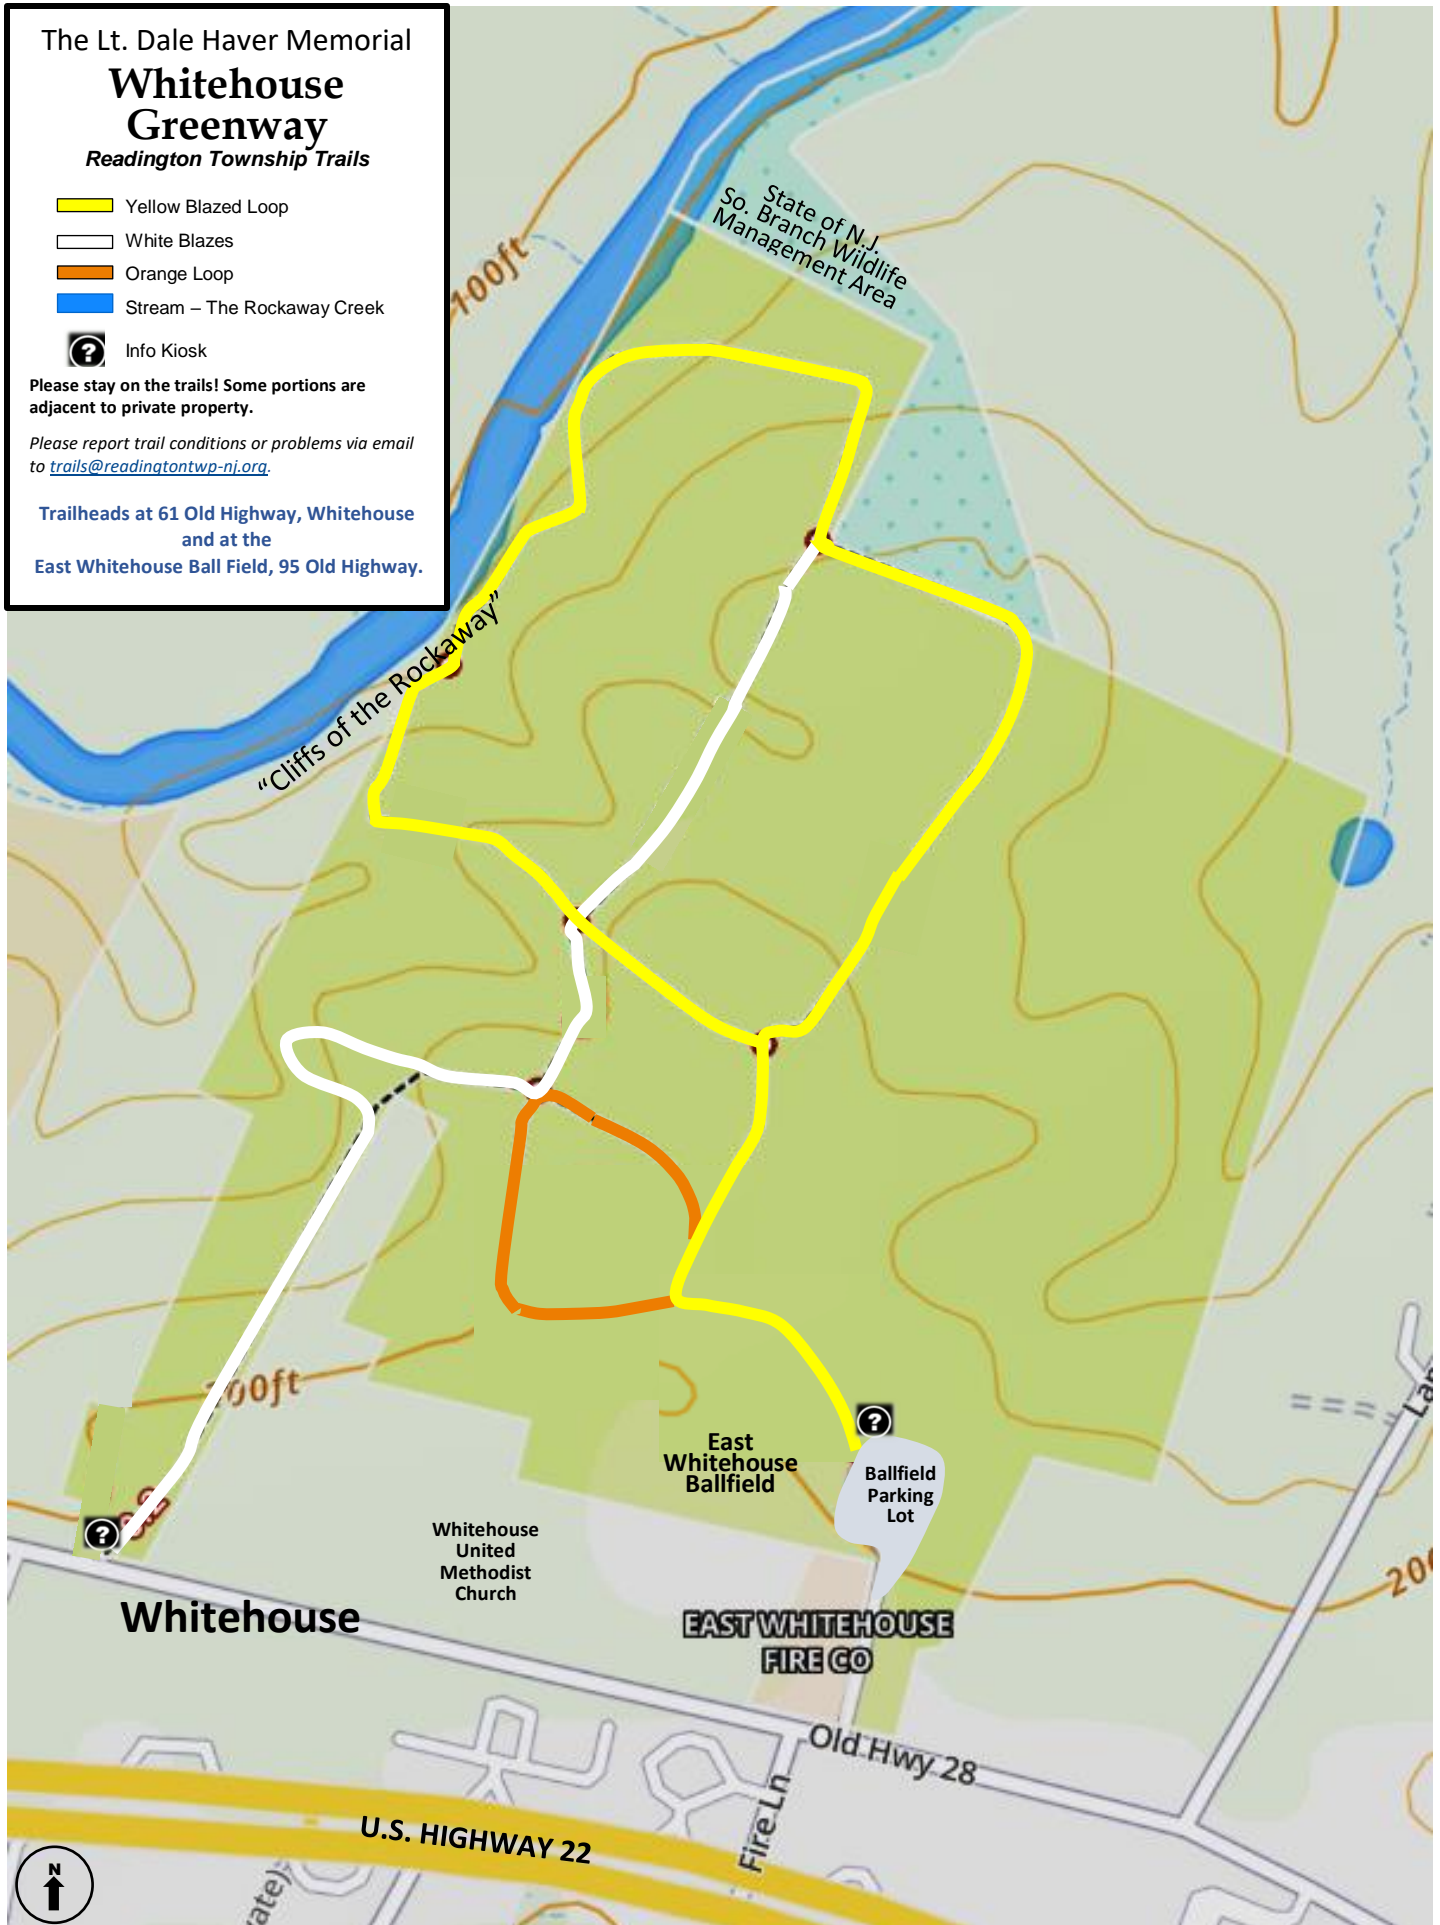 The Lt. Dale Haver Memorial
Whitehouse
Greenway
Readington Township Trails
Yellow Blazed Loop
White Blazes
Orange Loop
Stream – The Rockaway Creek
? Info Kiosk
Please stay on the trails! Some portions are
adjacent to private property.
Please report trail conditions or problems via email
to trails@readingtontwp-nj.org.
Trailheads at 61 Old Highway, Whitehouse
and at the
East Whitehouse Ball Field, 95 Old Highway.
State of N.J.
So. Branch Wildlife
Management Area
100ft
“Cliffs of the Rockaway”
?
East
Whitehouse
Ballfield
Ballfield
Parking
Lot
?
Whitehouse
United
Methodist
Church
Whitehouse
EAST WHITEHOUSE
FIRE CO
Old Hwy 28
Fire Ln
U.S. HIGHWAY 22
N